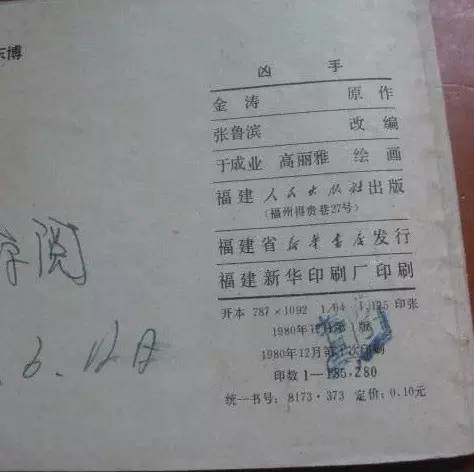 东博
凶手
金涛 原作
张鲁滨 改编
于成业 高丽雅 绘画
福建人民出版社出版
(福州得贵巷27号)
福建省新华书店发行
福建新华印刷厂印刷
开本 787×1092 1/64 1.125 印张
1980年12月第1版
1980年12月第1次印刷
印数 1—185,280
统一书号: 8173·373 定价: 0.10元
阅
.6.12日